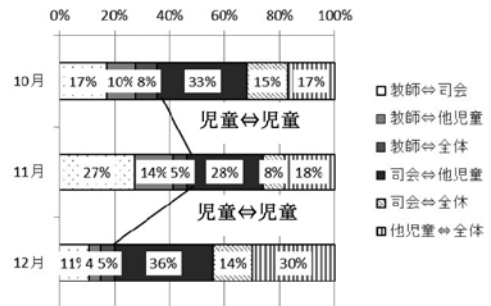 0% 20% 40% 60% 80% 100%
10月 17% 10% 8% 33% 15% 17%
児童⇔児童
11月 27% 14% 5% 28% 8% 18%
児童⇔児童
12月 11% 4 5% 36% 14% 30%
教師⇔司会
教師⇔他児童
教師⇔全体
司会⇔他児童
司会⇔全休
他児童⇔全体